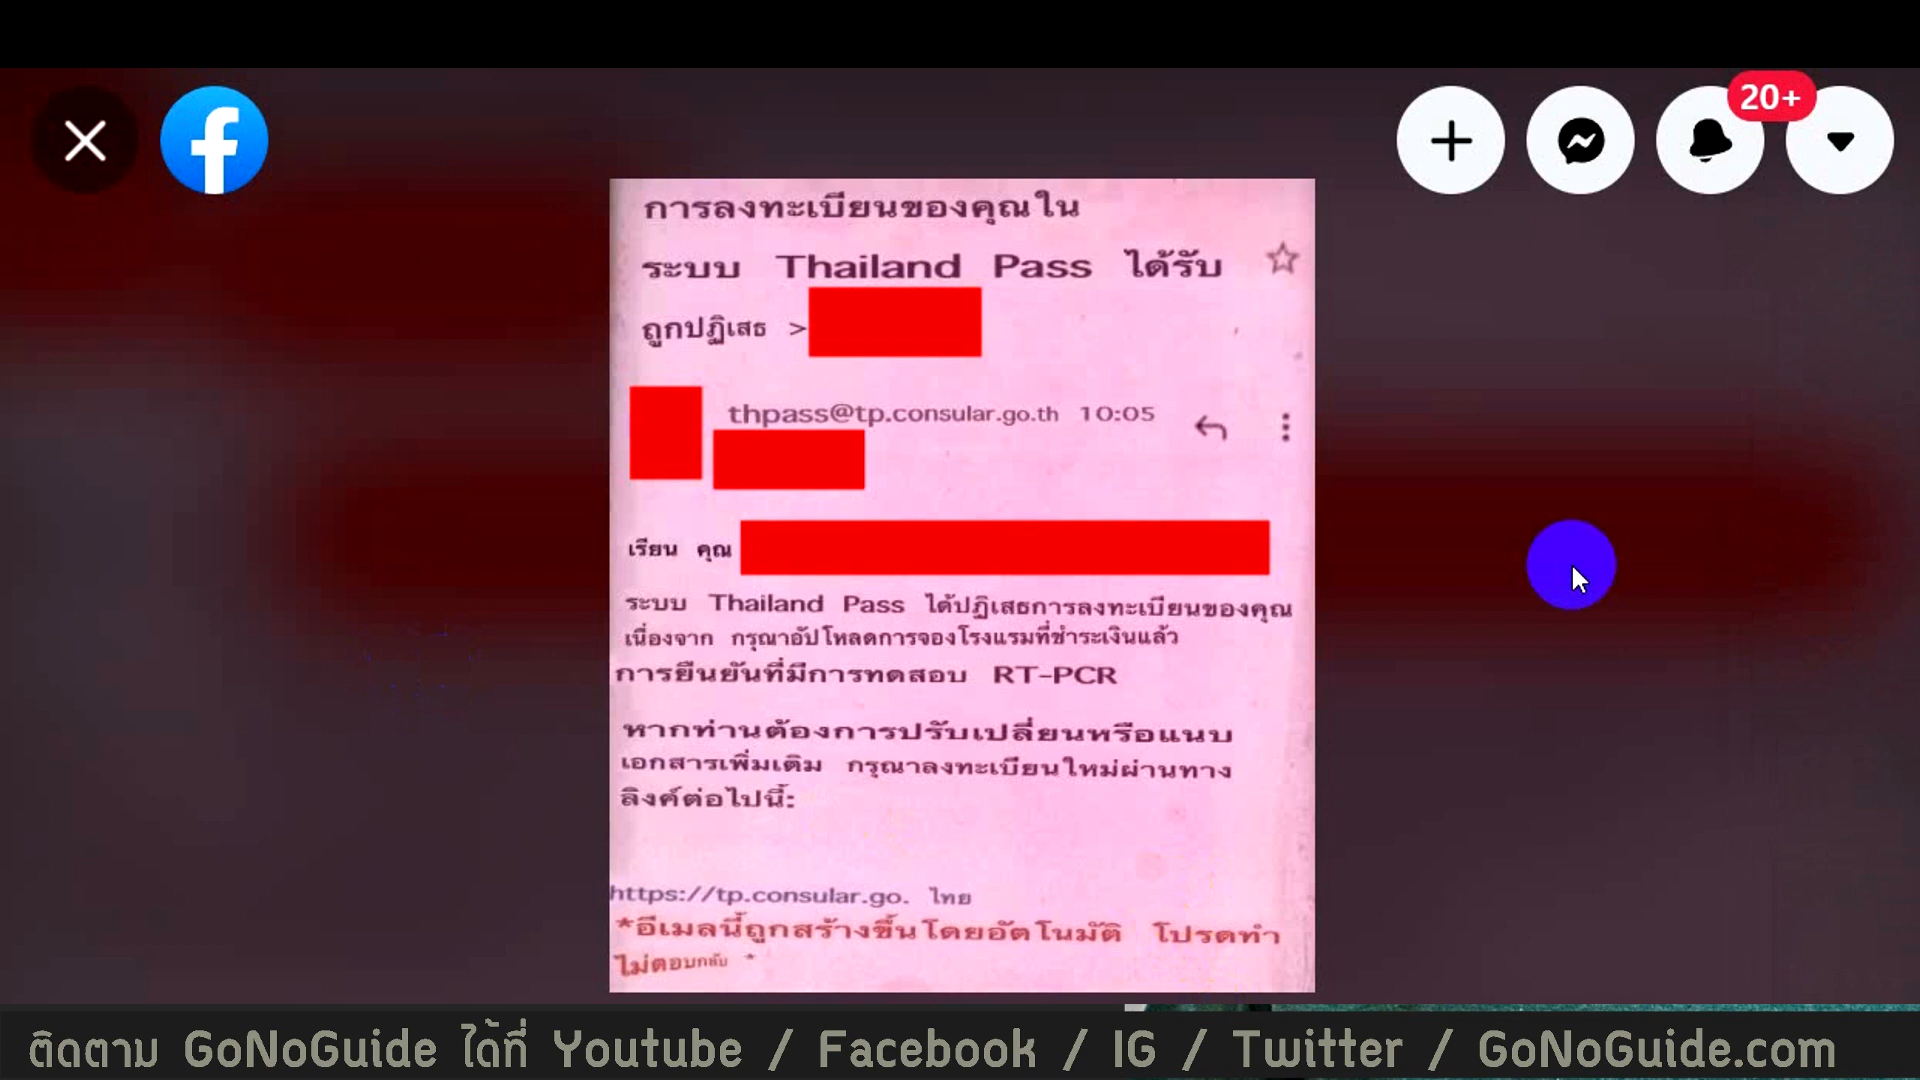 20+
การลงทะเบียนของคุณใน
ระบบ Thailand Pass ได้รับ
ถูกปฏิเสธ >
thpass@tp.consular.go.th 10:05
เรียน คุณ
ระบบ Thailand Pass ได้ปฏิเสธการลงทะเบียนของคุณ
เนื่องจาก กรุณาอัปโหลดการจองโรงแรมที่ชำระเงินแล้ว
การยืนยันที่มีการทดสอบ RT-PCR
หากท่านต้องการปรับเปลี่ยนหรือแนบ
เอกสารเพิ่มเติม กรุณาลงทะเบียนใหม่ผ่านทาง
ลิงค์ต่อไปนี้:
https://tp.consular.go. ไทย
*อีเมลนี้ถูกสร้างขึ้นโดยอัตโนมัติ โปรดทำ
ไม่ตอบกลับ *
ติดตาม GoNoGuide ได้ที่ Youtube / Facebook / IG / Twitter / GoNoGuide.com